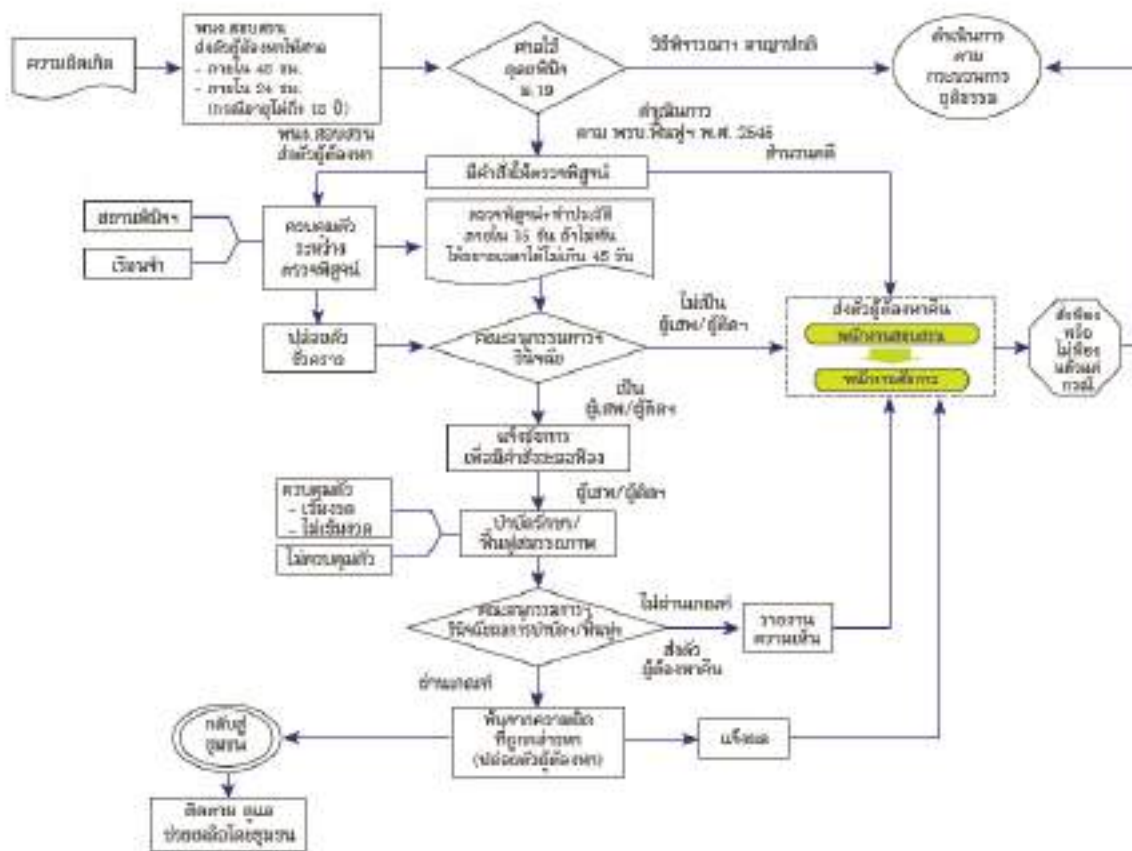 ความผิดเกิด
พนง.สอบสวน
ส่งตัวผู้ต้องหาให้ศาล
- ภายใน 48 ชม.
- ภายใน 24 ชม.
(กรณีอายุไม่ถึง 18 ปี)
ศาลใช้
ดุลยพินิจ
ม.19
วิธีพิจารณาฯ อาญาปกติ
ดำเนินการ
ตาม
กระบวนการ
ยุติธรรม
พนง.สอบสวน
ส่งตัวผู้ต้องหา
ดำเนินการ
ตาม พรบ.ฟื้นฟูฯ พ.ศ. 2545
สำนวนคดี
มีคำสั่งให้ตรวจพิสูจน์
สถานพินิจฯ
เรือนจำ
ควบคุมตัว
ระหว่าง
ตรวจพิสูจน์
ตรวจพิสูจน์+ทำประวัติ
ภายใน 15 วัน ถ้าไม่ทัน
ให้ขยายเวลาได้ไม่เกิน 45 วัน
ปล่อยตัว
ชั่วคราว
คณะอนุกรรมการฯ
วินิจฉัย
ไม่เป็น
ผู้เสพ/ผู้ติดฯ
ส่งตัวผู้ต้องหาคืน
พนักงานสอบสวน
พนักงานอัยการ
สั่งฟ้อง
หรือ
ไม่ฟ้อง
แล้วแต่
กรณี
เป็น
ผู้เสพ/ผู้ติดฯ
แจ้งอัยการ
เพื่อมีคำสั่งชะลอฟ้อง
ผู้เสพ/ผู้ติดฯ
ควบคุมตัว
- เข้มงวด
- ไม่เข้มงวด
ไม่ควบคุมตัว
บำบัดรักษา/
ฟื้นฟูสมรรถภาพ
คณะอนุกรรมการฯ
วินิจฉัยผลการบำบัดฯ/ฟื้นฟูฯ
ไม่ผ่านเกณฑ์
ส่งตัว
ผู้ต้องหาคืน
รายงาน
ความเห็น
ผ่านเกณฑ์
กลับสู่
ชุมชน
พ้นจากความผิด
ที่ถูกกล่าวหา
(ปล่อยตัวผู้ต้องหา)
แจ้งผล
ติดตาม ดูแล
ช่วยเหลือโดยชุมชน